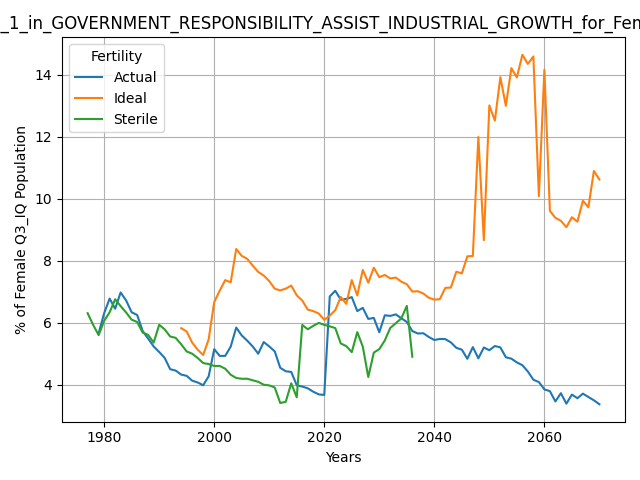 _1_in_GOVERNMENT_RESPONSIBILITY_ASSIST_INDUSTRIAL_GROWTH_for_Fem
Fertility
Actual
Ideal
Sterile
% of Female Q3_IQ Population
14
12
10
8
6
4
1980 2000 2020 2040 2060
Years